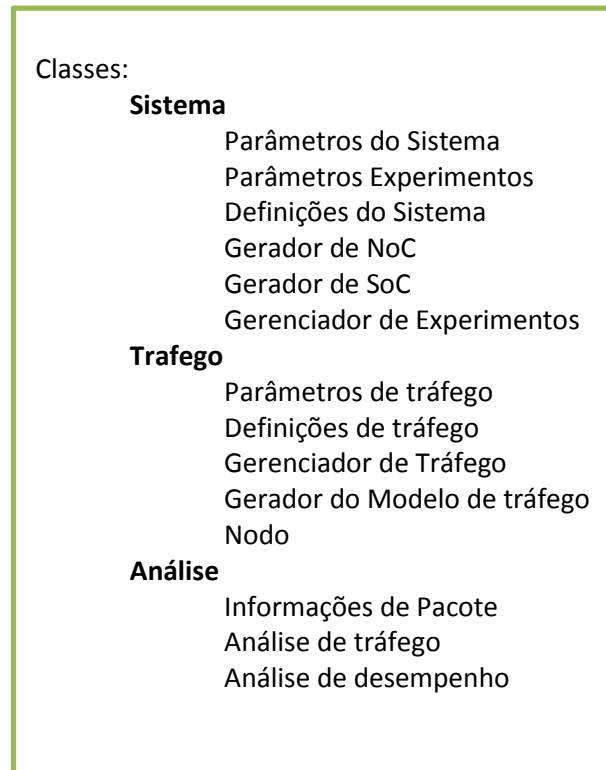 Classes:
Sistema
Parâmetros do Sistema
Parâmetros Experimentos
Definições do Sistema
Gerador de NoC
Gerador de SoC
Gerenciador de Experimentos
Trafego
Parâmetros de tráfego
Definições de tráfego
Gerenciador de Tráfego
Gerador do Modelo de tráfego
Nodo
Análise
Informações de Pacote
Análise de tráfego
Análise de desempenho